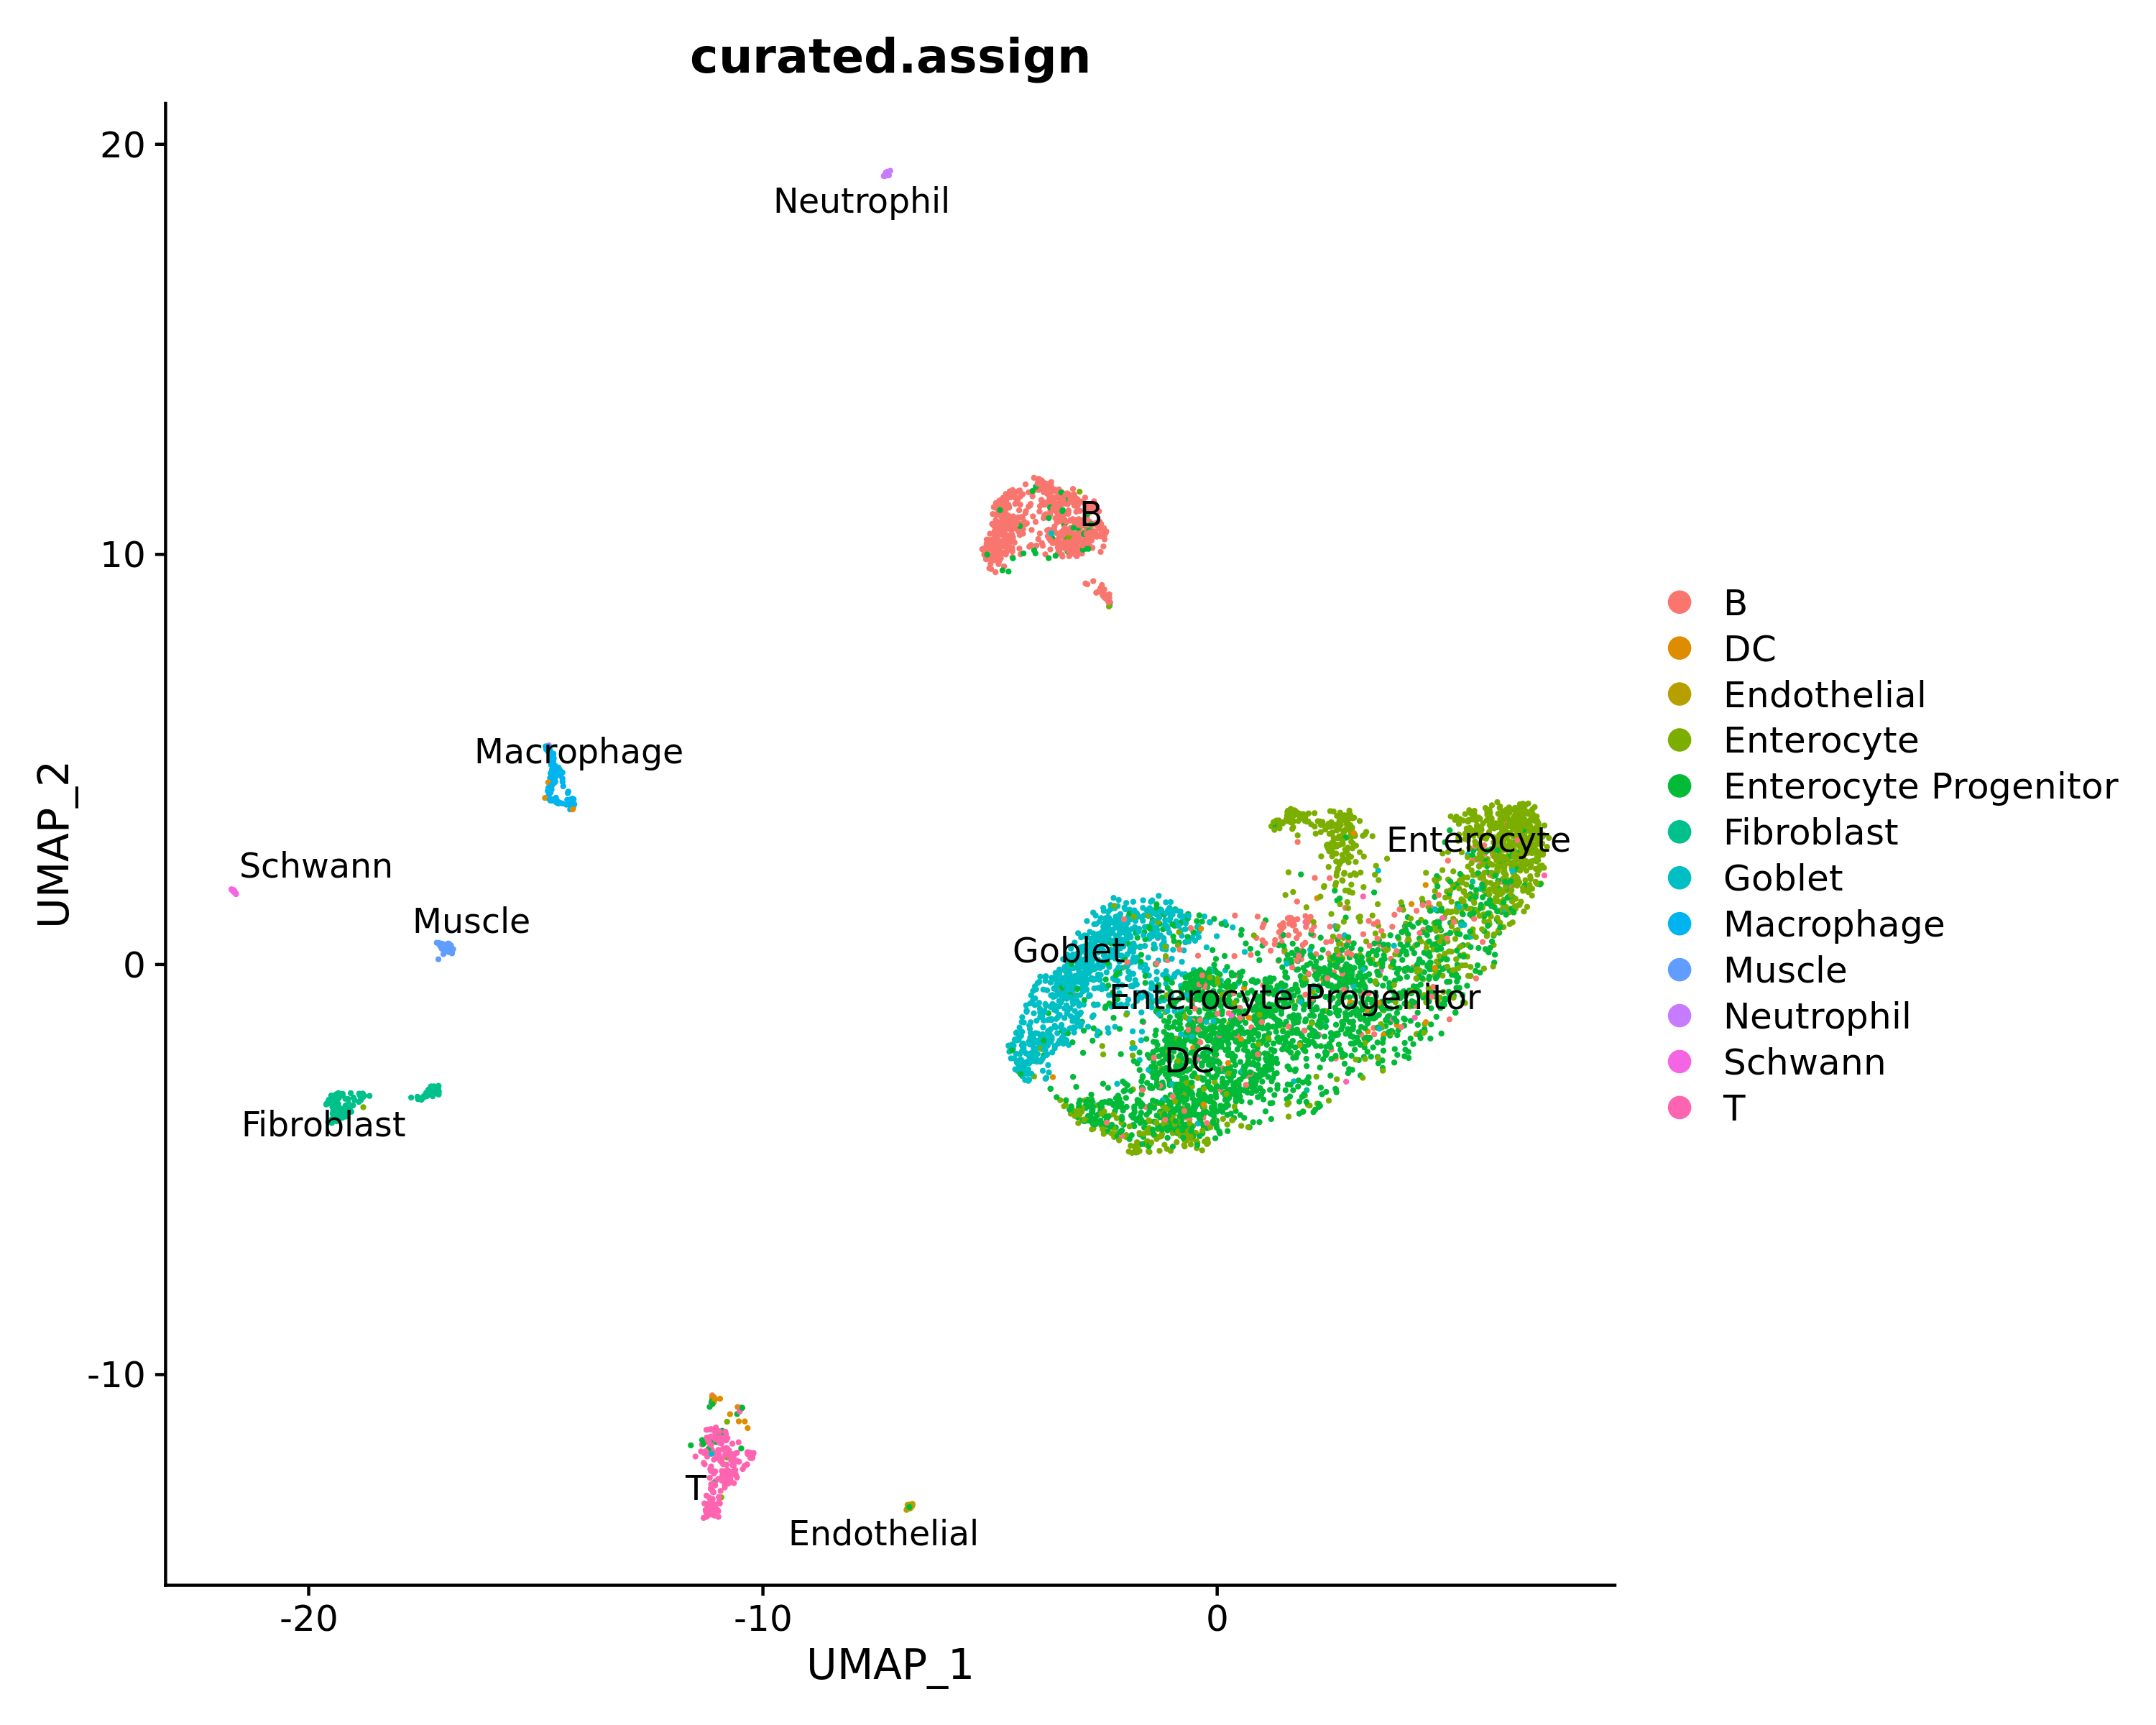 curated.assign
20
10
0
-10
UMAP_2
Neutrophil
B
Macrophage
Schwann
Muscle
Fibroblast
Enterocyte
Goblet
Enterocyte Progenitor
DC
T
Endothelial
-20
-10
0
UMAP_1
B
DC
Endothelial
Enterocyte
Enterocyte Progenitor
Fibroblast
Goblet
Macrophage
Muscle
Neutrophil
Schwann
T